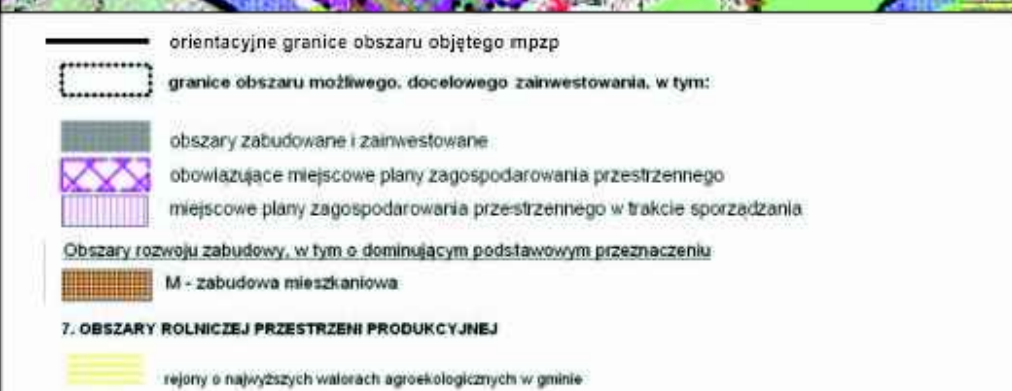 orientacyjne granice obszaru objętego mpzp
granice obszaru możliwego, docelowego zainwestowania, w tym:
obszary zabudowane i zainwestowane
obowiązujące miejscowe plany zagospodarowania przestrzennego
miejscowe plany zagospodarowania przestrzennego w trakcie sporządzania
Obszary rozwoju zabudowy, w tym o dominującym podstawowym przeznaczeniu
M - zabudowa mieszkaniowa
7. OBSZARY ROLNICZEJ PRZESTRZENI PRODUKCYJNEJ
rejony o najwyższych walorach agroekologicznych w gminie